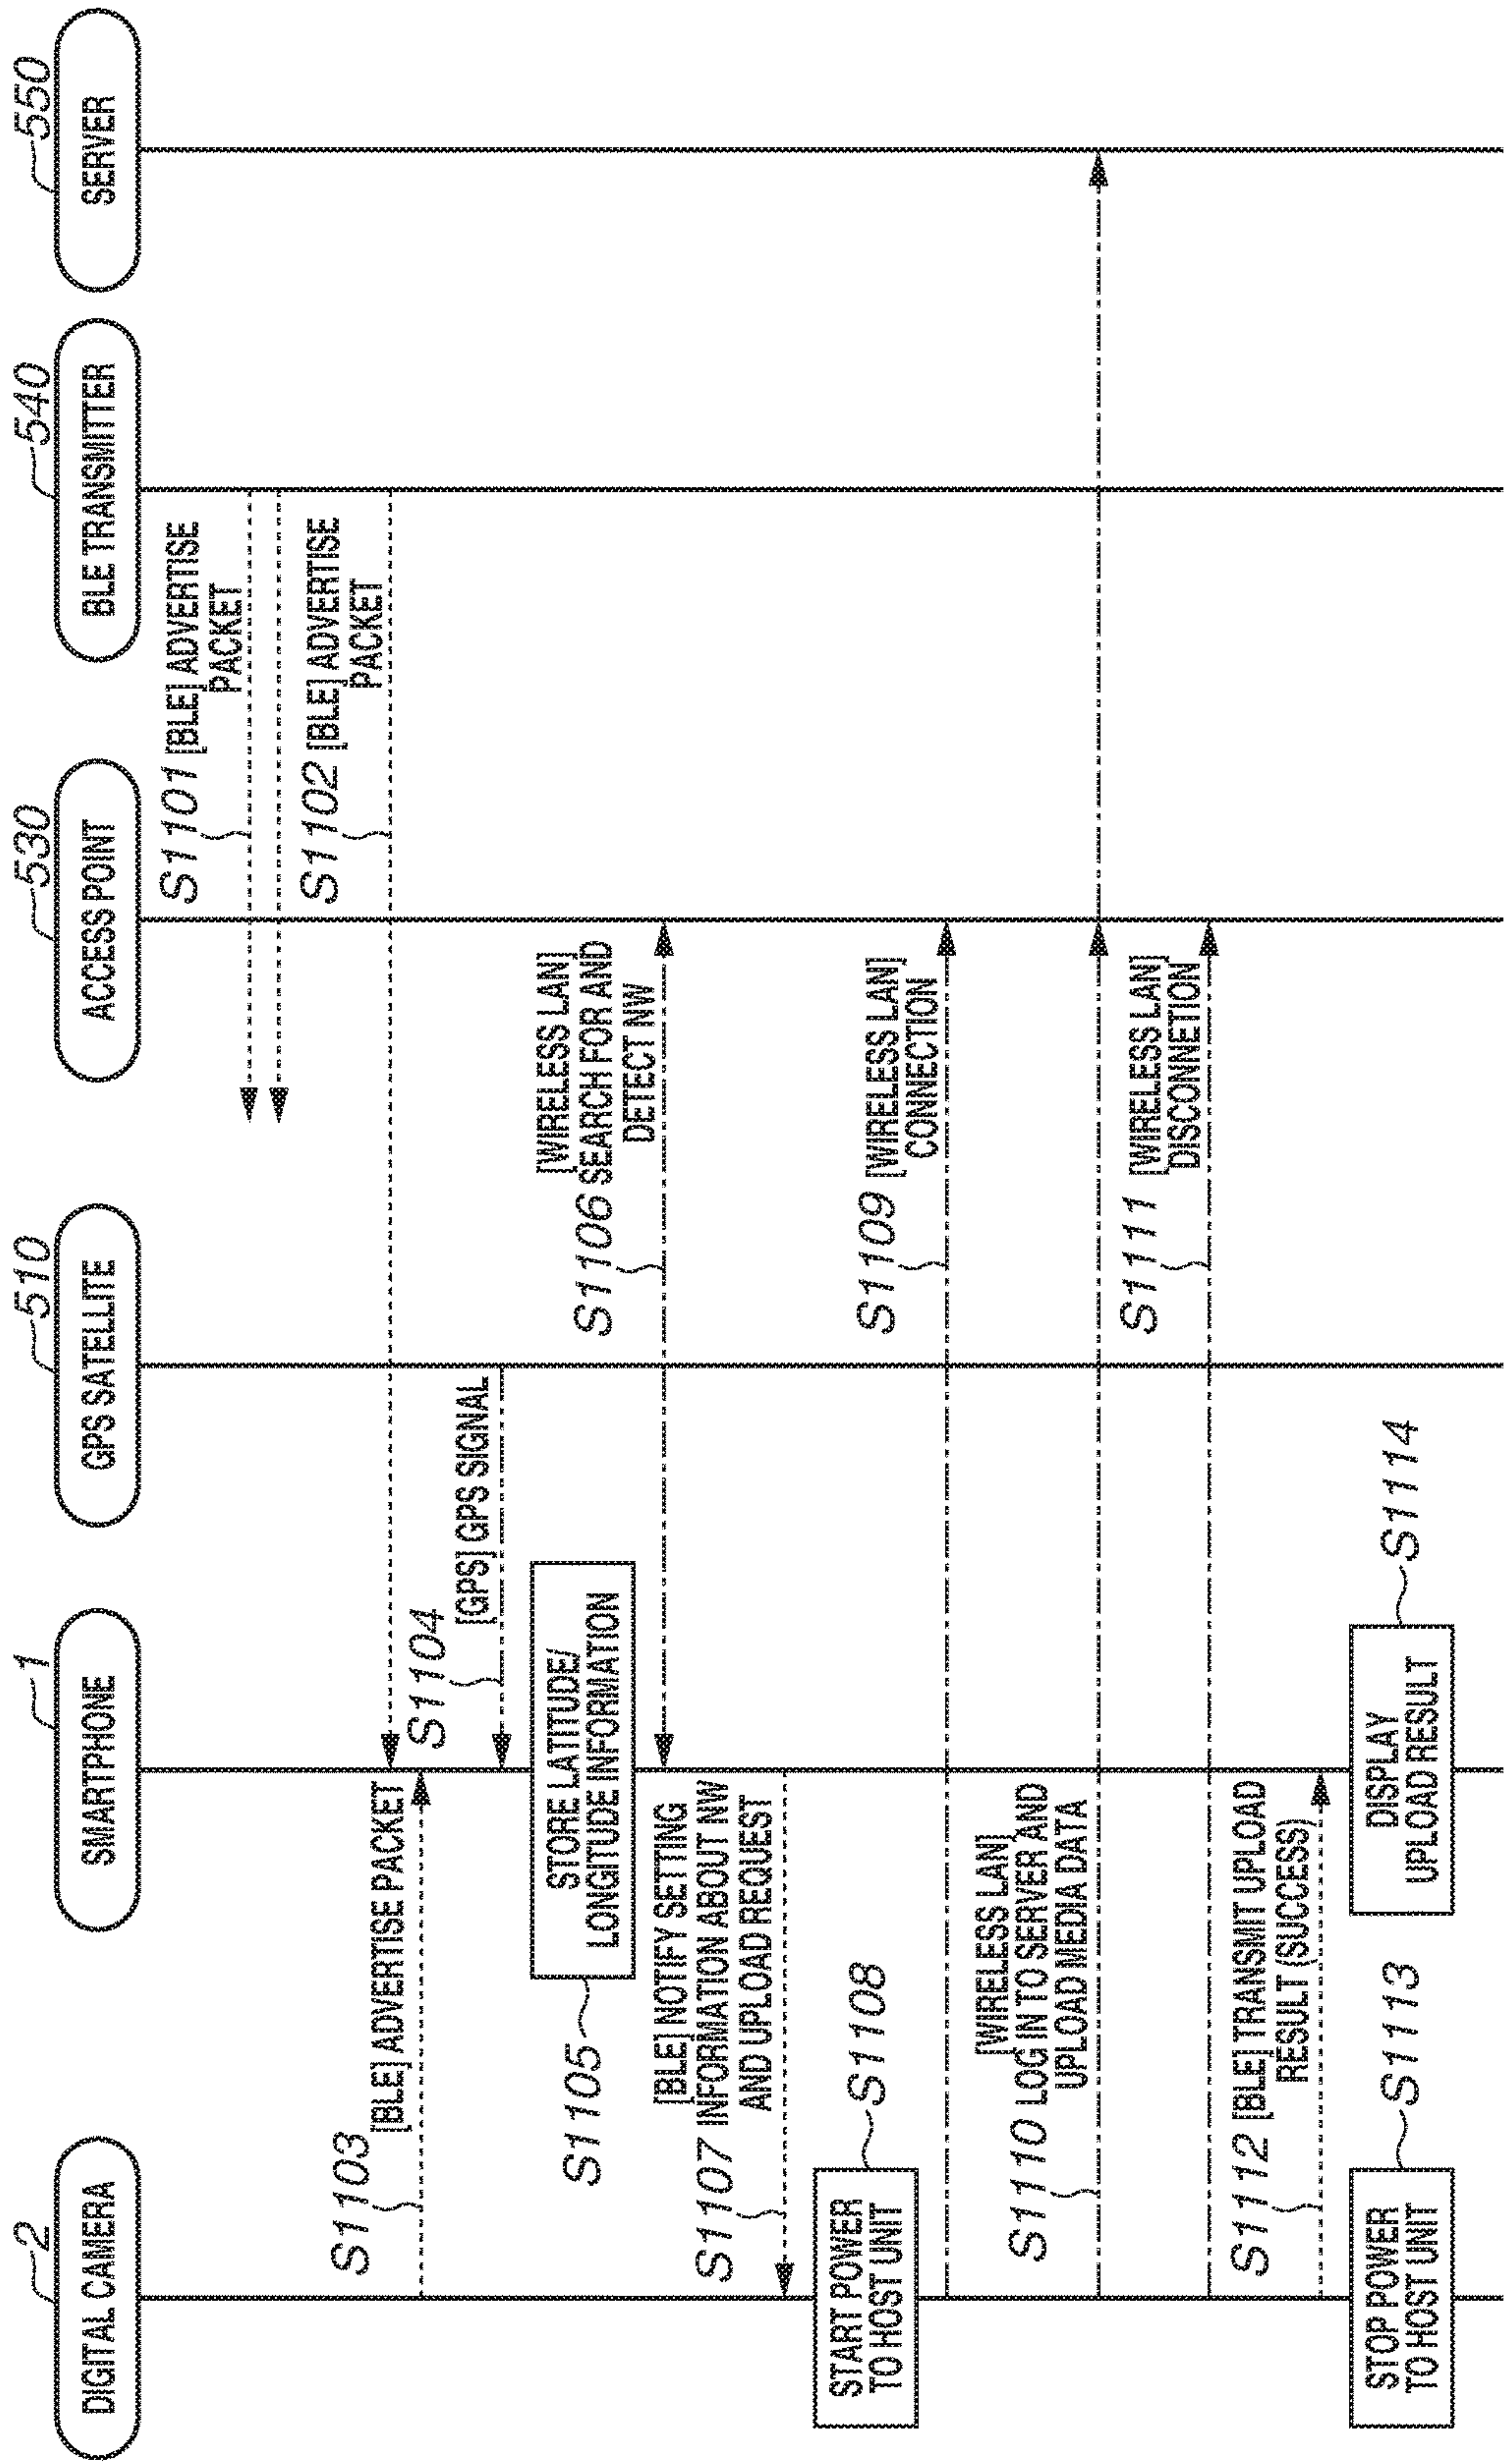 2
DIGITAL CAMERA
1
SMARTPHONE
510
GPS SATELLITE
530
ACCESS POINT
540
BLE TRANSMITTER
550
SERVER
S1101 [BLE] ADVERTISE
PACKET
S1102 [BLE] ADVERTISE
PACKET
S1103
[BLE] ADVERTISE PACKET
S1104
[GPS] GPS SIGNAL
STORE LATITUDE/
LONGITUDE INFORMATION
S1105
[WIRELESS LAN]
S1106 SEARCH FOR AND
DETECT NW
[BLE] NOTIFY SETTING
S1107 INFORMATION ABOUT NW
AND UPLOAD REQUEST
START POWER
TO HOST UNIT
S1108
S1109 [WIRELESS LAN]
CONNECTION
[WIRELESS LAN]
S1110 LOG IN TO SERVER AND
UPLOAD MEDIA DATA
S1111 [WIRELESS LAN]
DISCONNETION
S1112 [BLE] TRANSMIT UPLOAD
RESULT (SUCCESS)
STOP POWER
TO HOST UNIT
S1113
DISPLAY
UPLOAD RESULT
S1114